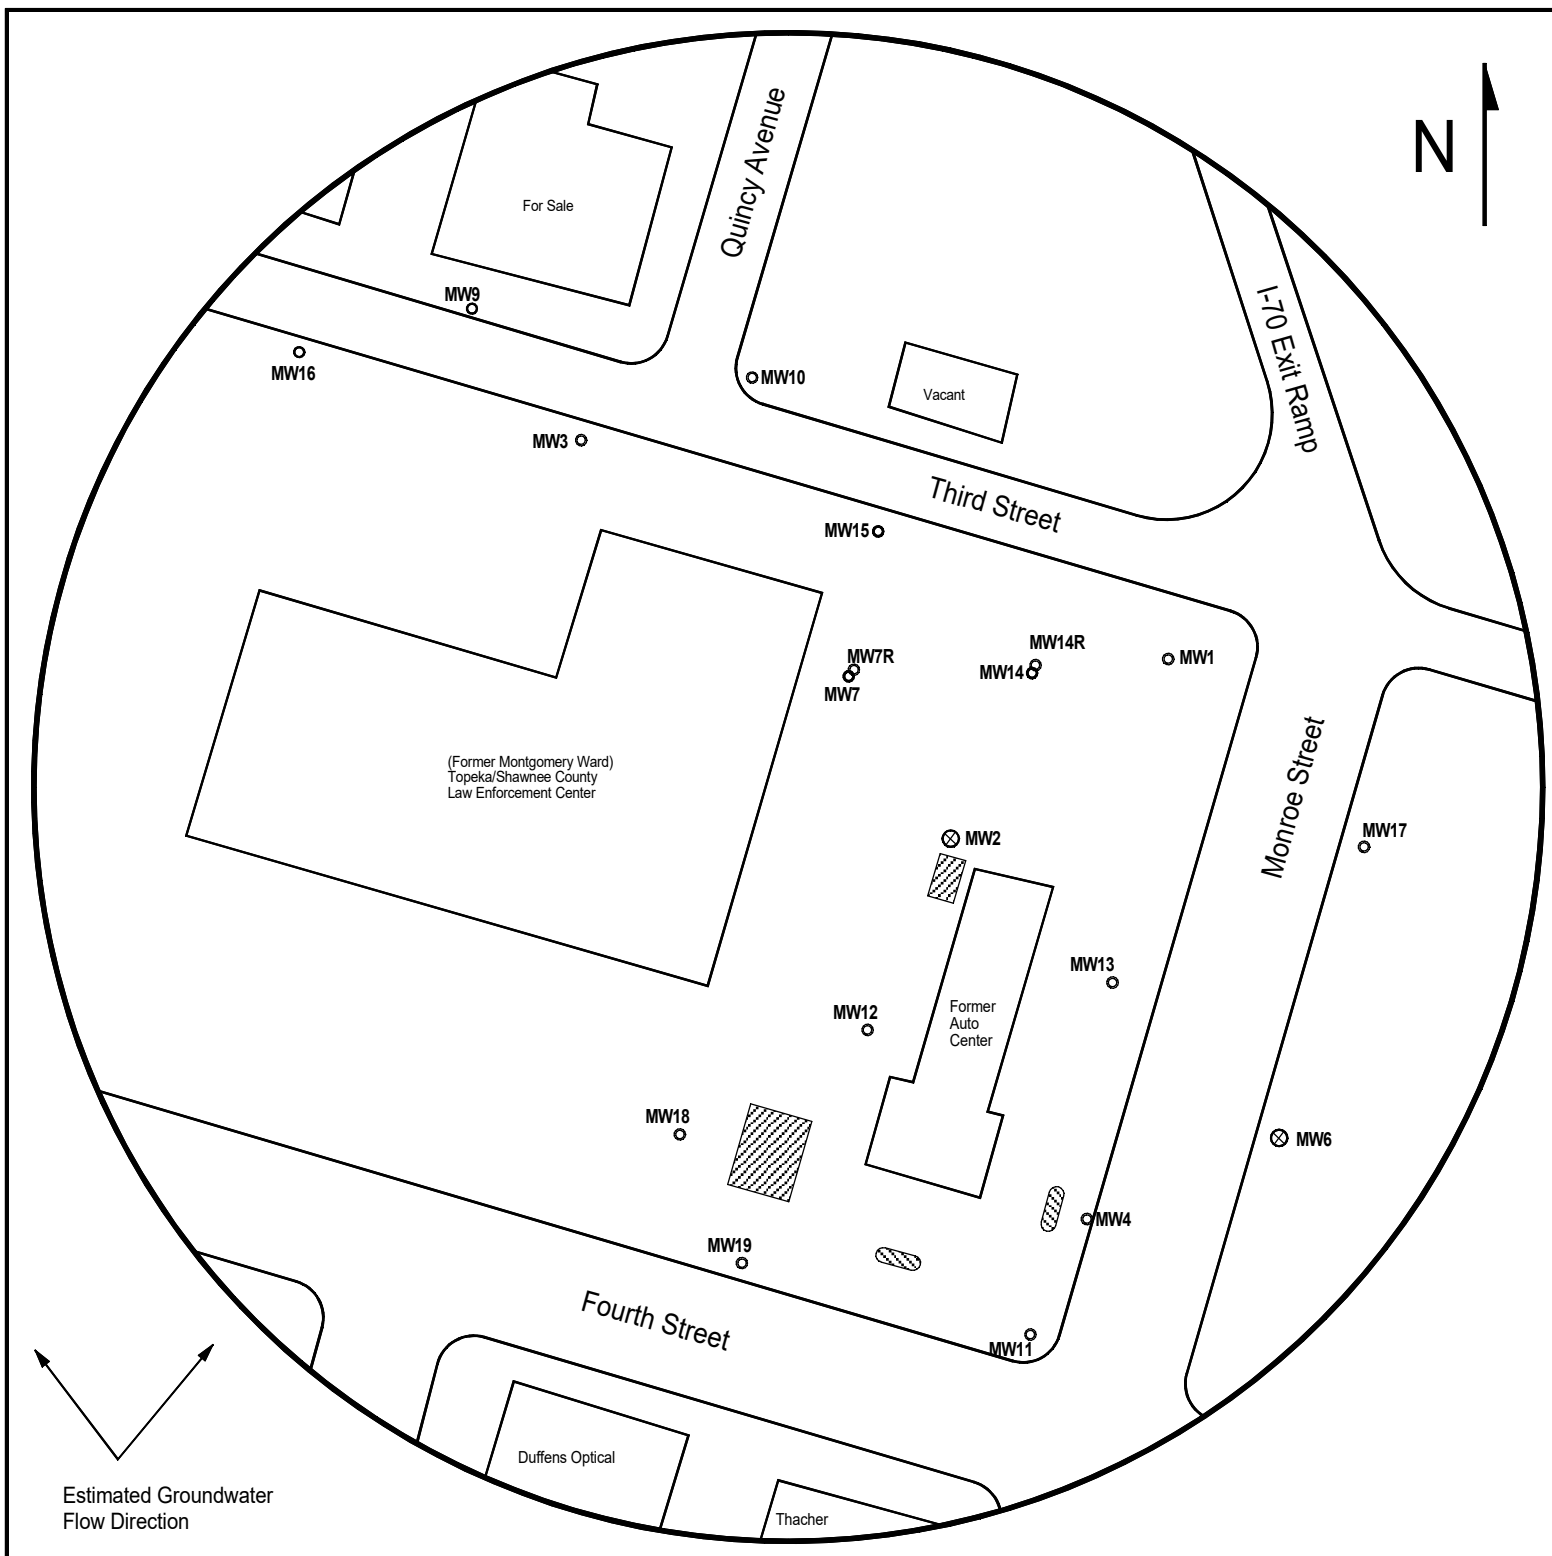 N
Quincy Avenue
For Sale
MW9
I-70 Exit Ramp
MW16
MW10
Vacant
MW3
Third Street
MW15
MW14R
MW7R
MW1
MW14
MW7
Monroe Street
(Former Montgomery Ward)
Topeka/Shawnee County
Law Enforcement Center
MW17
MW2
MW13
MW12
Former
Auto
Center
MW18
MW6
MW4
MW19
Fourth Street
MW11
Duffens Optical
Estimated Groundwater
Flow Direction
Thacher